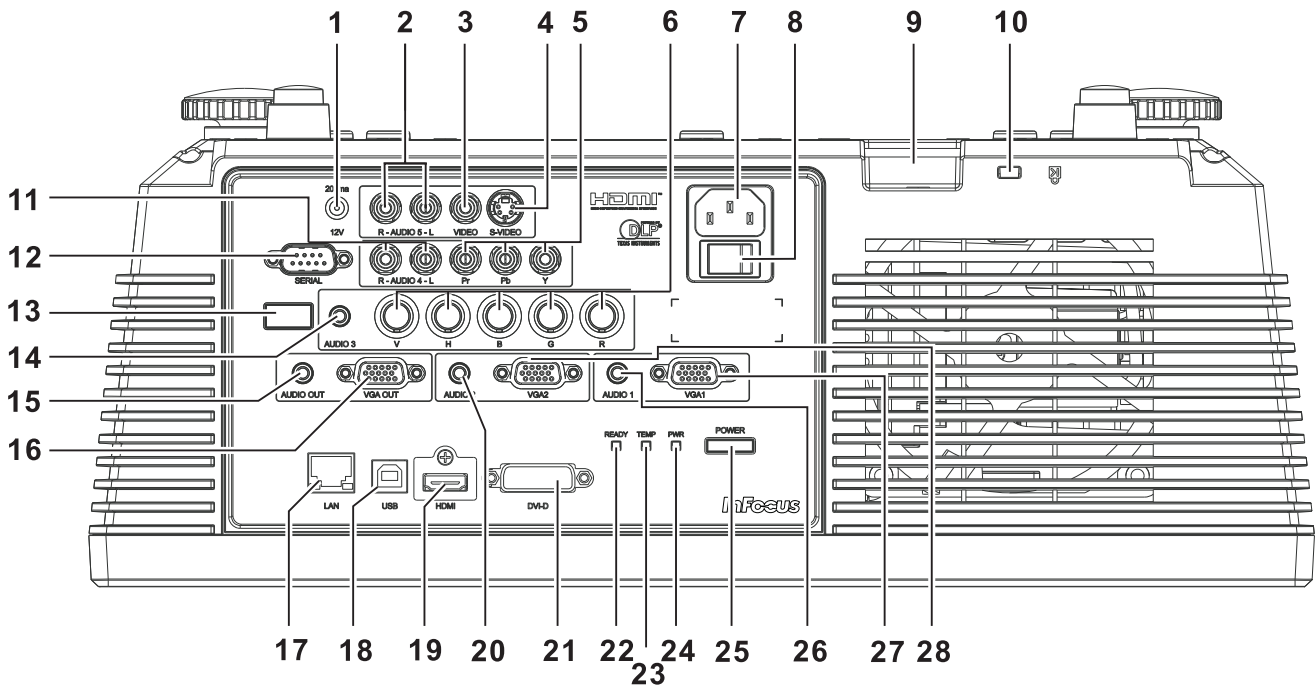 1 2 3 4 5 6 7 8 9 10
HDMI™
12V
R - AUDIO 5 - L VIDEO S-VIDEO
DLP®
TEXAS INSTRUMENTS
11
12
SERIAL
R - AUDIO 4 - L Pr Pb Y
13
14
AUDIO 3 V H B G R
15
AUDIO OUT VGA OUT VGA2 AUDIO 1 VGA1
16
READY TEMP PWR POWER
LAN USB HDMI DVI-D InFocus
17 18 19 20 21 22 23 24 25 26 27 28